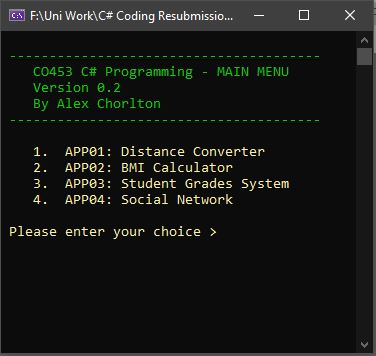 F:\Uni Work\C# Coding Resubmissio...
---------------------------------------
CO453 C# Programming - MAIN MENU
Version 0.2
By Alex Chorlton
---------------------------------------
1. APP01: Distance Converter
2. APP02: BMI Calculator
3. APP03: Student Grades System
4. APP04: Social Network
Please enter your choice >